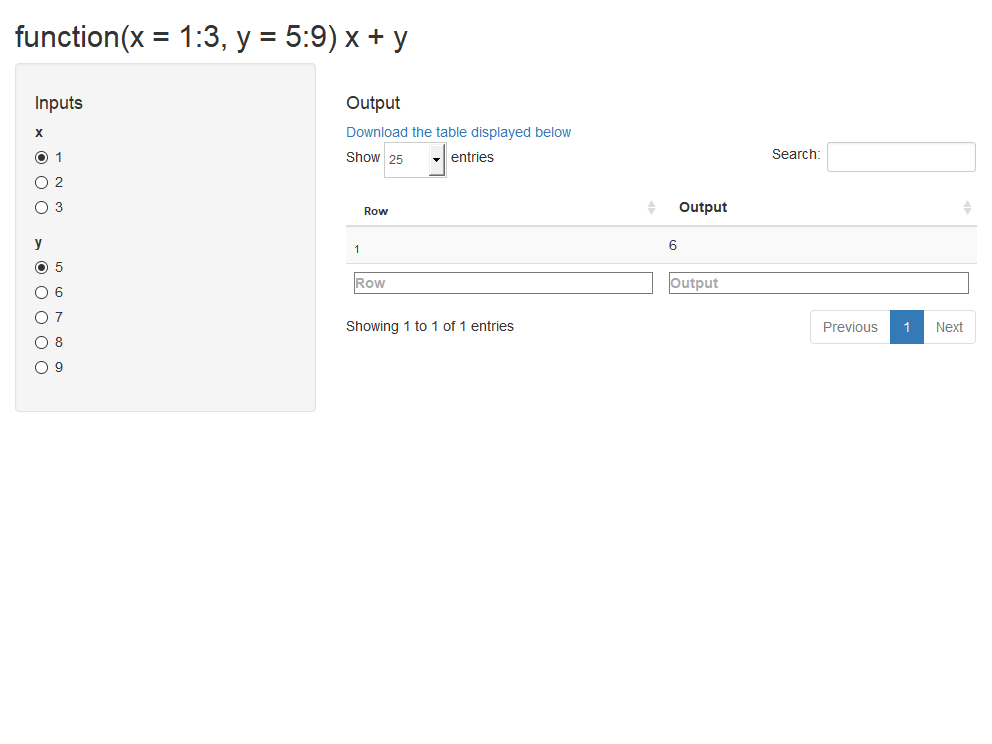 function(x = 1:3, y = 5:9) x + y
Inputs
x
1
2
3
y
5
6
7
8
9
Output
Download the table displayed below
Show 25 entries
Search:
Row Output
1 6
Row Output
Showing 1 to 1 of 1 entries
Previous 1 Next